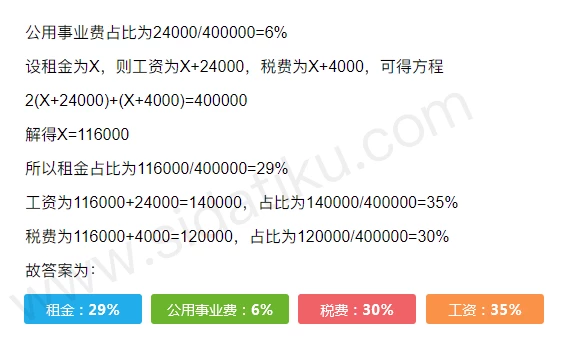 公用事业费占比为24000/400000=6%
设租金为X，则工资为X+24000，税费为X+4000，可得方程
2(X+24000)+(X+4000)=400000
解得X=116000
所以租金占比为116000/400000=29%
工资为116000+24000=140000，占比为140000/400000=35%
税费为116000+4000=120000，占比为120000/400000=30%
故答案为：
租金：29% 公用事业费：6% 税费：30% 工资：35%
www.sidatiku.com